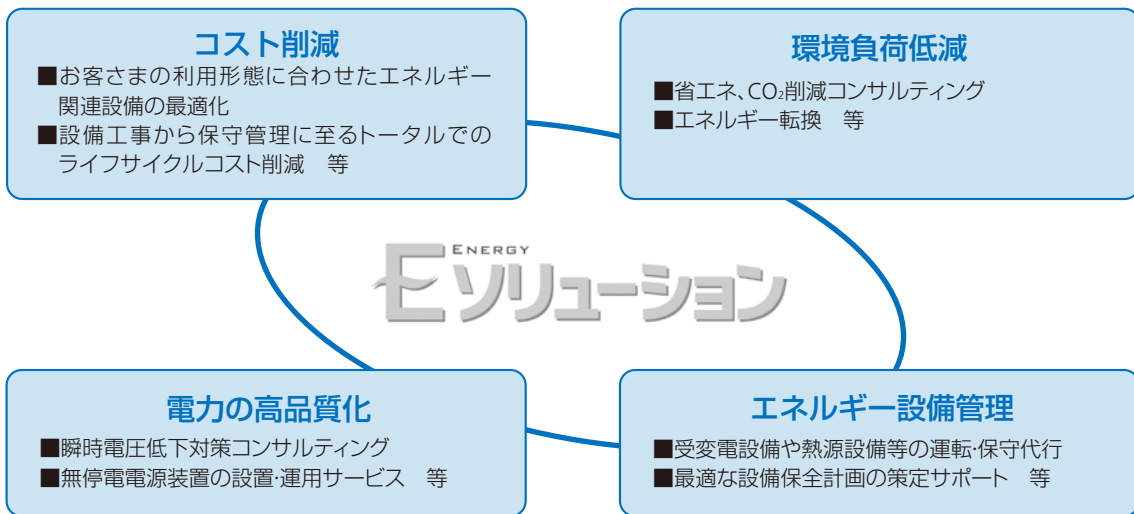 コスト削減
■お客さまの利用形態に合わせたエネルギー
関連設備の最適化
■設備工事から保守管理に至るトータルでの
ライフサイクルコスト削減　等
環境負荷低減
■省エネ、CO₂削減コンサルティング
■エネルギー転換　等
ENERGY
Eソリューション
電力の高品質化
■瞬時電圧低下対策コンサルティング
■無停電電源装置の設置・運用サービス　等
エネルギー設備管理
■受変電設備や熱源設備等の運転・保守代行
■最適な設備保全計画の策定サポート　等